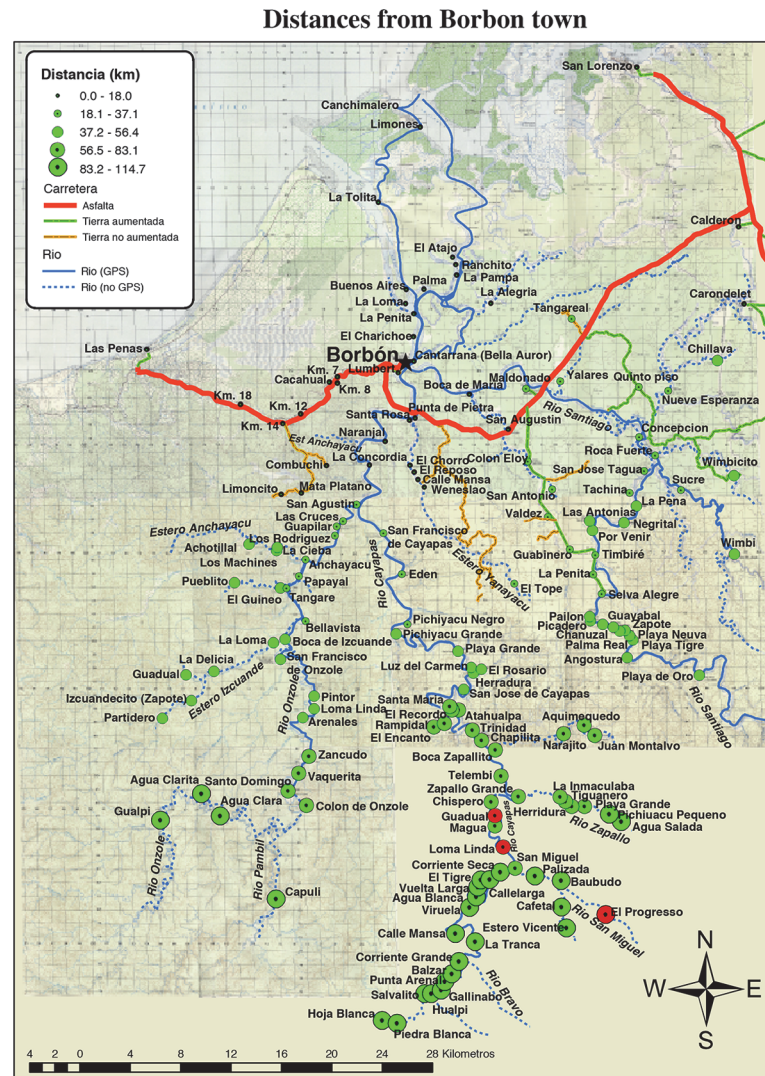 Distances from Borbon town
Distancia (km)
0.0 - 18.0
18.1 - 37.1
37.2 - 56.4
56.5 - 83.1
83.2 - 114.7
Carretera
Asfalta
Tierra aumentada
Tierra no aumentada
Rio
Rio (GPS)
Rio (no GPS)
San Lorenzo
Canchimalero
Limones
La Tolita
Calderon
El Atajo
Ranchito
La Pampa
Buenos Aires
Palma
La Alegria
Carondelet
La Loma
La Penita
Tangareal
El Charichoe
Las Penas
Borbón
Cantarrana (Bella Auror)
Chillava
Lumbert
Km. 7
Cacahual
Km. 8
Boca de Maria
Maldonado
Yalares
Quinto piso
Nueve Esperanza
Km. 18
Km. 12
Km. 14
Santa Rosa
Punta de Pietra
Rio Santiago
San Augustin
Concepcion
Naranjal
Est Anchayacu
Roca Fuerte
Combuchi
La Concordia
El Chorro
El Reposo
Calle Mansa
Weneslao
Colon Eloy
San Jose Tagua
Wimbicito
Limoncito
Mata Platano
San Antonio
Tachina
Sucre
La Pena
San Agustin
Las Cruces
Guapilar
Valdez
Las Antonias
Negrital
Por Venir
Estero Anchayacu
Los Rodriguez
San Francisco
de Cayapas
Achotillal
La Cieba
Los Machines
Anchayacu
Guabinero
Timbiré
Wimbi
Estero Yanayacu
Rio Cayapas
Eden
Pueblito
Papayal
El Guineo
Tangare
La Penita
El Tope
Selva Alegre
Bellavista
Pichiyacu Negro
Pichiyacu Grande
Pailon
Picadero
Guayabal
Zapote
Chanuzal
Playa Neuva
Palma Real
Playa Tigre
Angostura
La Loma
Boca de Izcuande
Playa Grande
La Delicia
Guadual
San Francisco
de Onzole
Luz del Carmen
El Rosario
Herradura
Playa de Oro
Estero Izcuande
Izcuandecito (Zapote)
Partidero
Rio Onzole
Pintor
Loma Linda
Arenales
San Jose de Cayapas
Santa Maria
El Recordo
Atahualpa
Rampidal
Trinidad
El Encanto
Chapilita
Aquimequedo
Narajito
Juàn Montalvo
Rio Santiago
Zancudo
Boca Zapallito
Vaquerita
Telembi
Agua Clarita
Santo Domingo
Agua Clara
Colon de Onzole
Gualpi
Zapallo Grande
Chispero
Guadual
Magua
Herridura
La Inmaculaba
Tiguanero
Playa Grande
Pichiuacu Pequeno
Agua Salada
Rio Zapallo
Rio Cayapas
Rio Onzole
Rio Pambil
Capuli
Loma Linda
San Miguel
Corriente Seca
El Tigre
Palizada
Baubudo
Vuelta Larga
Callelarga
Agua Blanca
Viruela
Cafetal
El Progresso
Rio San Miguel
Estero Vicente
Calle Mansa
La Tranca
Corriente Grande
Balzar
Punta Arenal
Salvalito
Gallinabo
Hualpi
Rio Bravo
Hoja Blanca
Piedra Blanca
N
W
E
S
4 2 0 4 8 12 16 20 24 28 Kilometros